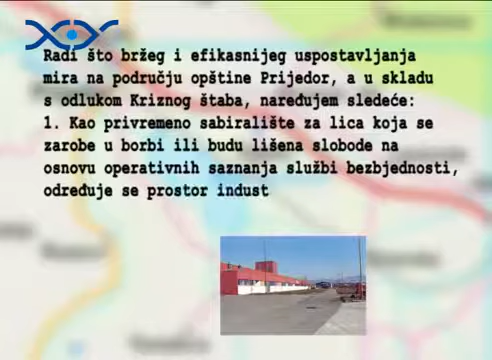 Radi što bržeg i efikasnijeg uspostavljanja
mira na području opštine Prijedor, a u skladu
s odlukom Kriznog štaba, naređujem sledeće:
1. Kao privremeno sabiralište za lica koja se
zarobe u borbi ili budu lišena slobode na
osnovu operativnih saznanja službi bezbjednosti,
određuje se prostor indust